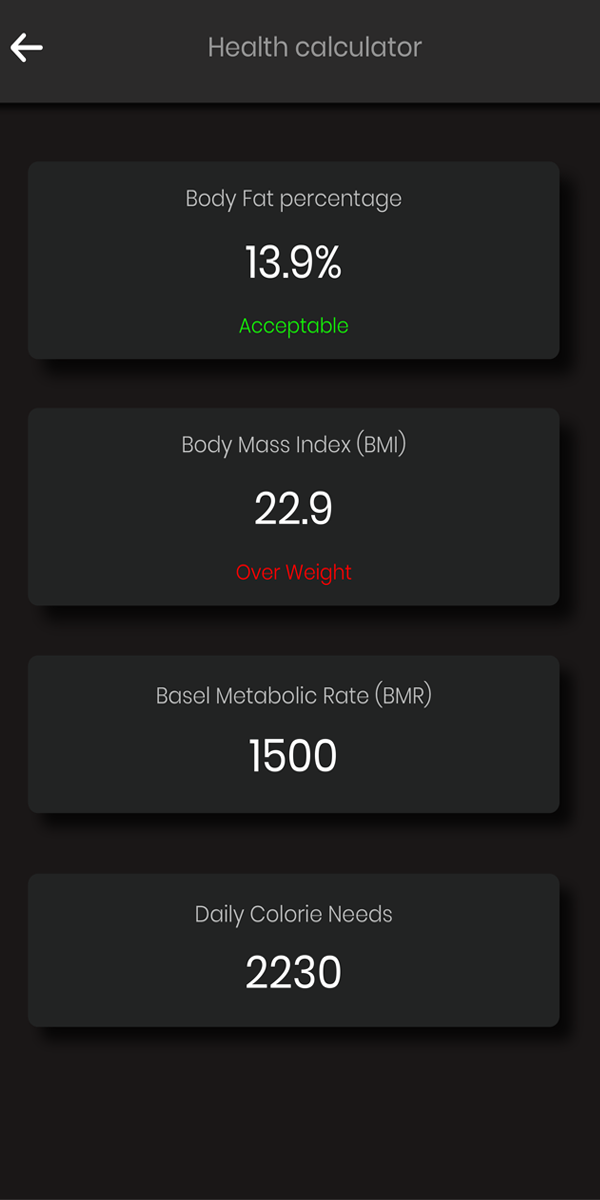 Health calculator
Body Fat percentage
13.9%
Acceptable
Body Mass Index (BMI)
22.9
Over Weight
Basel Metabolic Rate (BMR)
1500
Daily Colorie Needs
2230